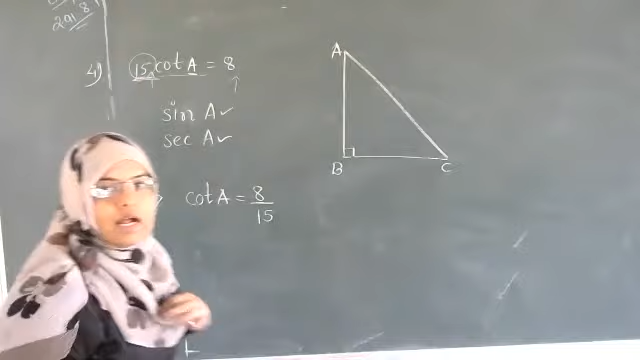 4) 15 cot A = 8
sin A ✓
sec A ✓
cot A = 8/15
A
B
C